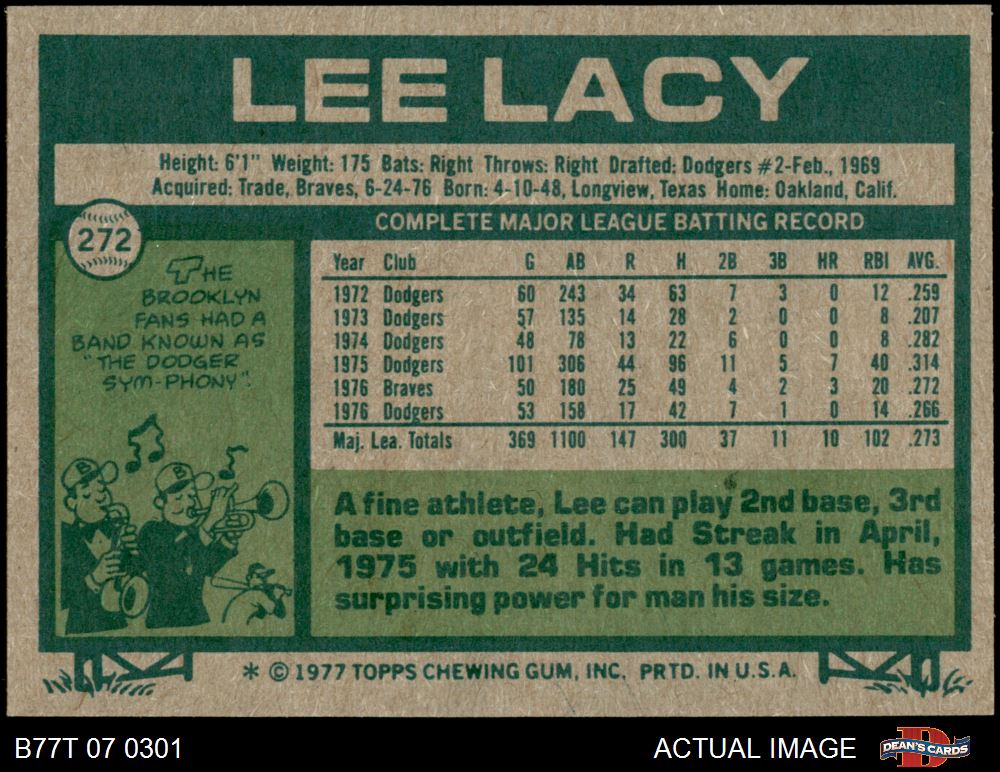 LEE LACY
Height: 6'1" Weight: 175 Bats: Right Throws: Right Drafted: Dodgers #2-Feb., 1969
Acquired: Trade, Braves, 6-24-76 Born: 4-10-48, Longview, Texas Home: Oakland, Calif.
272
COMPLETE MAJOR LEAGUE BATTING RECORD
THE
BROOKLYN
FANS HAD A
BAND KNOWN AS
"THE DODGER
SYM-PHONY".
B
B
Year Club G AB R H 2B 3B HR RBI AVG.
1972 Dodgers 60 243 34 63 7 3 0 12 .259
1973 Dodgers 57 135 14 28 2 0 0 8 .207
1974 Dodgers 48 78 13 22 6 0 0 8 .282
1975 Dodgers 101 306 44 96 11 5 7 40 .314
1976 Braves 50 180 25 49 4 2 3 20 .272
1976 Dodgers 53 158 17 42 7 1 0 14 .266
Maj. Lea. Totals 369 1100 147 300 37 11 10 102 .273
A fine athlete, Lee can play 2nd base, 3rd
base or outfield. Had Streak in April,
1975 with 24 Hits in 13 games. Has
surprising power for man his size.
* © 1977 TOPPS CHEWING GUM, INC. PRTD. IN U.S.A.
B77T 07 0301
ACTUAL IMAGE
D
DEAN'S CARDS